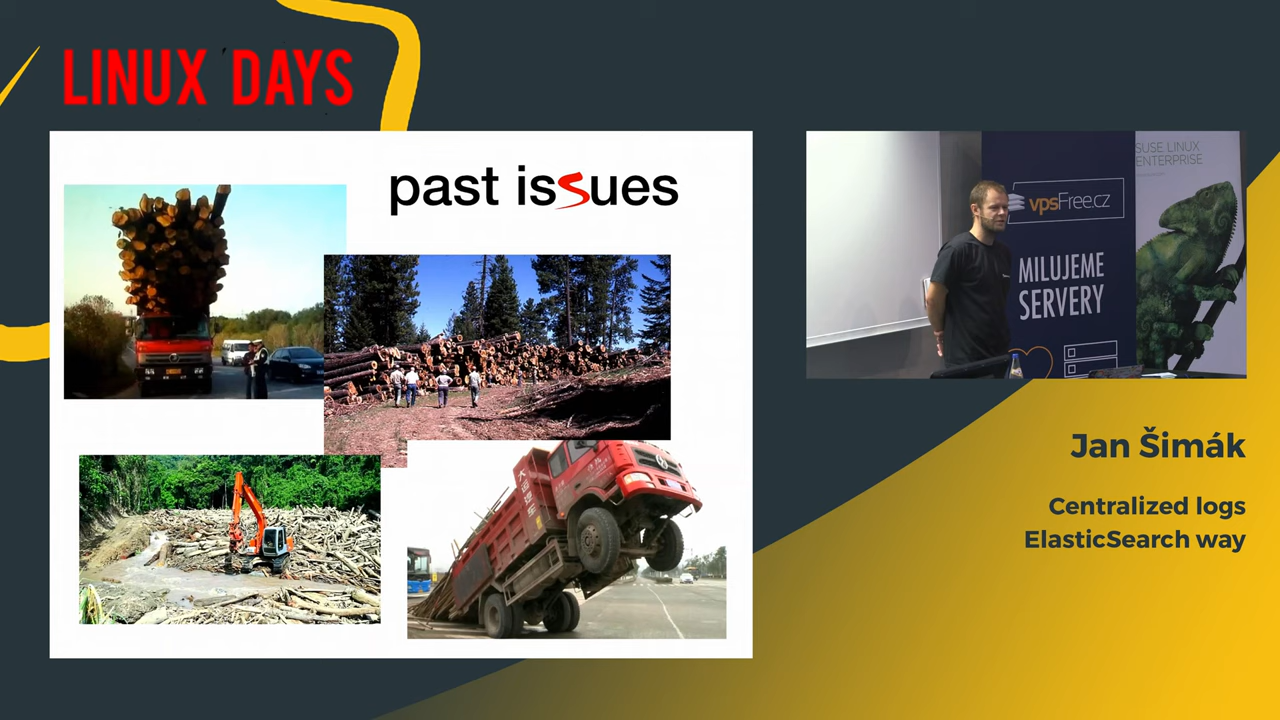 LINUX DAYS
past issues
vpsFree.cz
MILUJEME
SERVERY
SUSE LINUX
ENTERPRISE
Jan Šimák
Centralized logs
ElasticSearch way